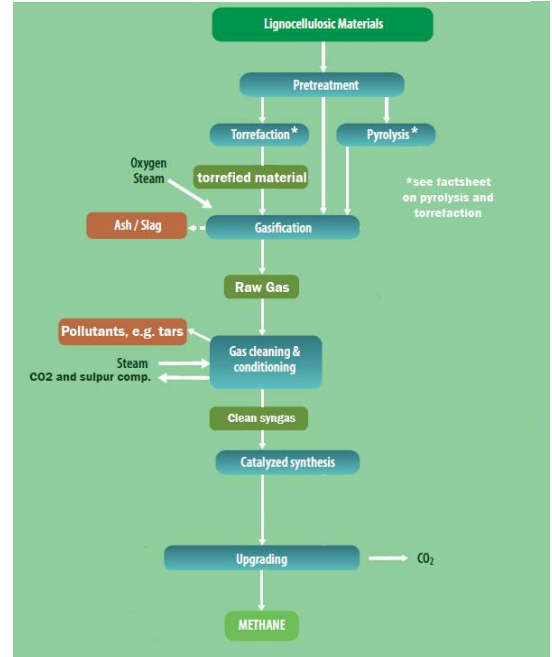 Lignocellulosic Materials
Pretreatment
Torrefaction*
Pyrolysis*
Oxygen
Steam
torrefied material
*see factsheet
on pyrolysis and
torrefaction
Ash / Slag
Gasification
Raw Gas
Pollutants, e.g. tars
Gas cleaning &
conditioning
Steam
CO2 and sulpur comp.
Clean syngas
Catalyzed synthesis
Upgrading
CO₂
METHANE